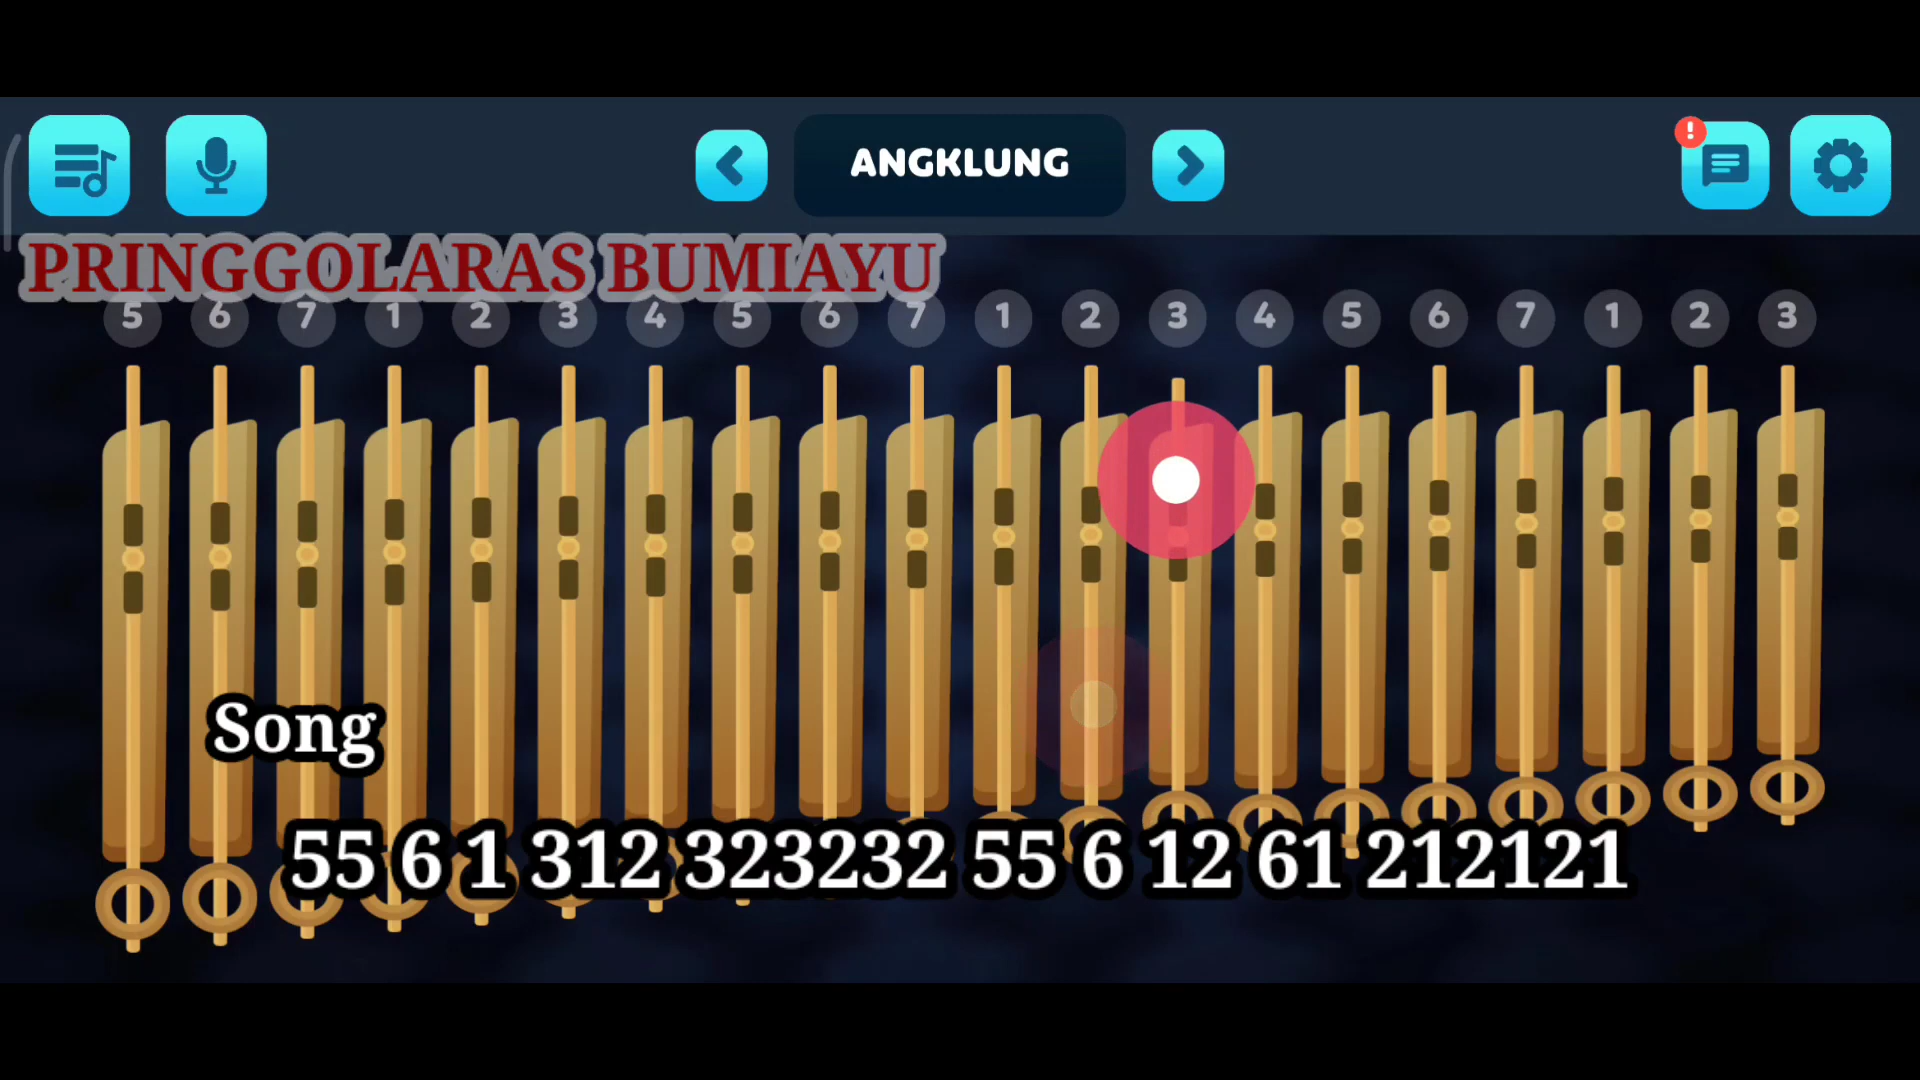 ANGKLUNG
!
PRINGGOLARAS BUMIAYU
5 6 7 1 2 3 4 5 6 7 1 2 3 4 5 6 7 1 2 3
Song
55 6 1 312 323232 55 6 12 61 212121